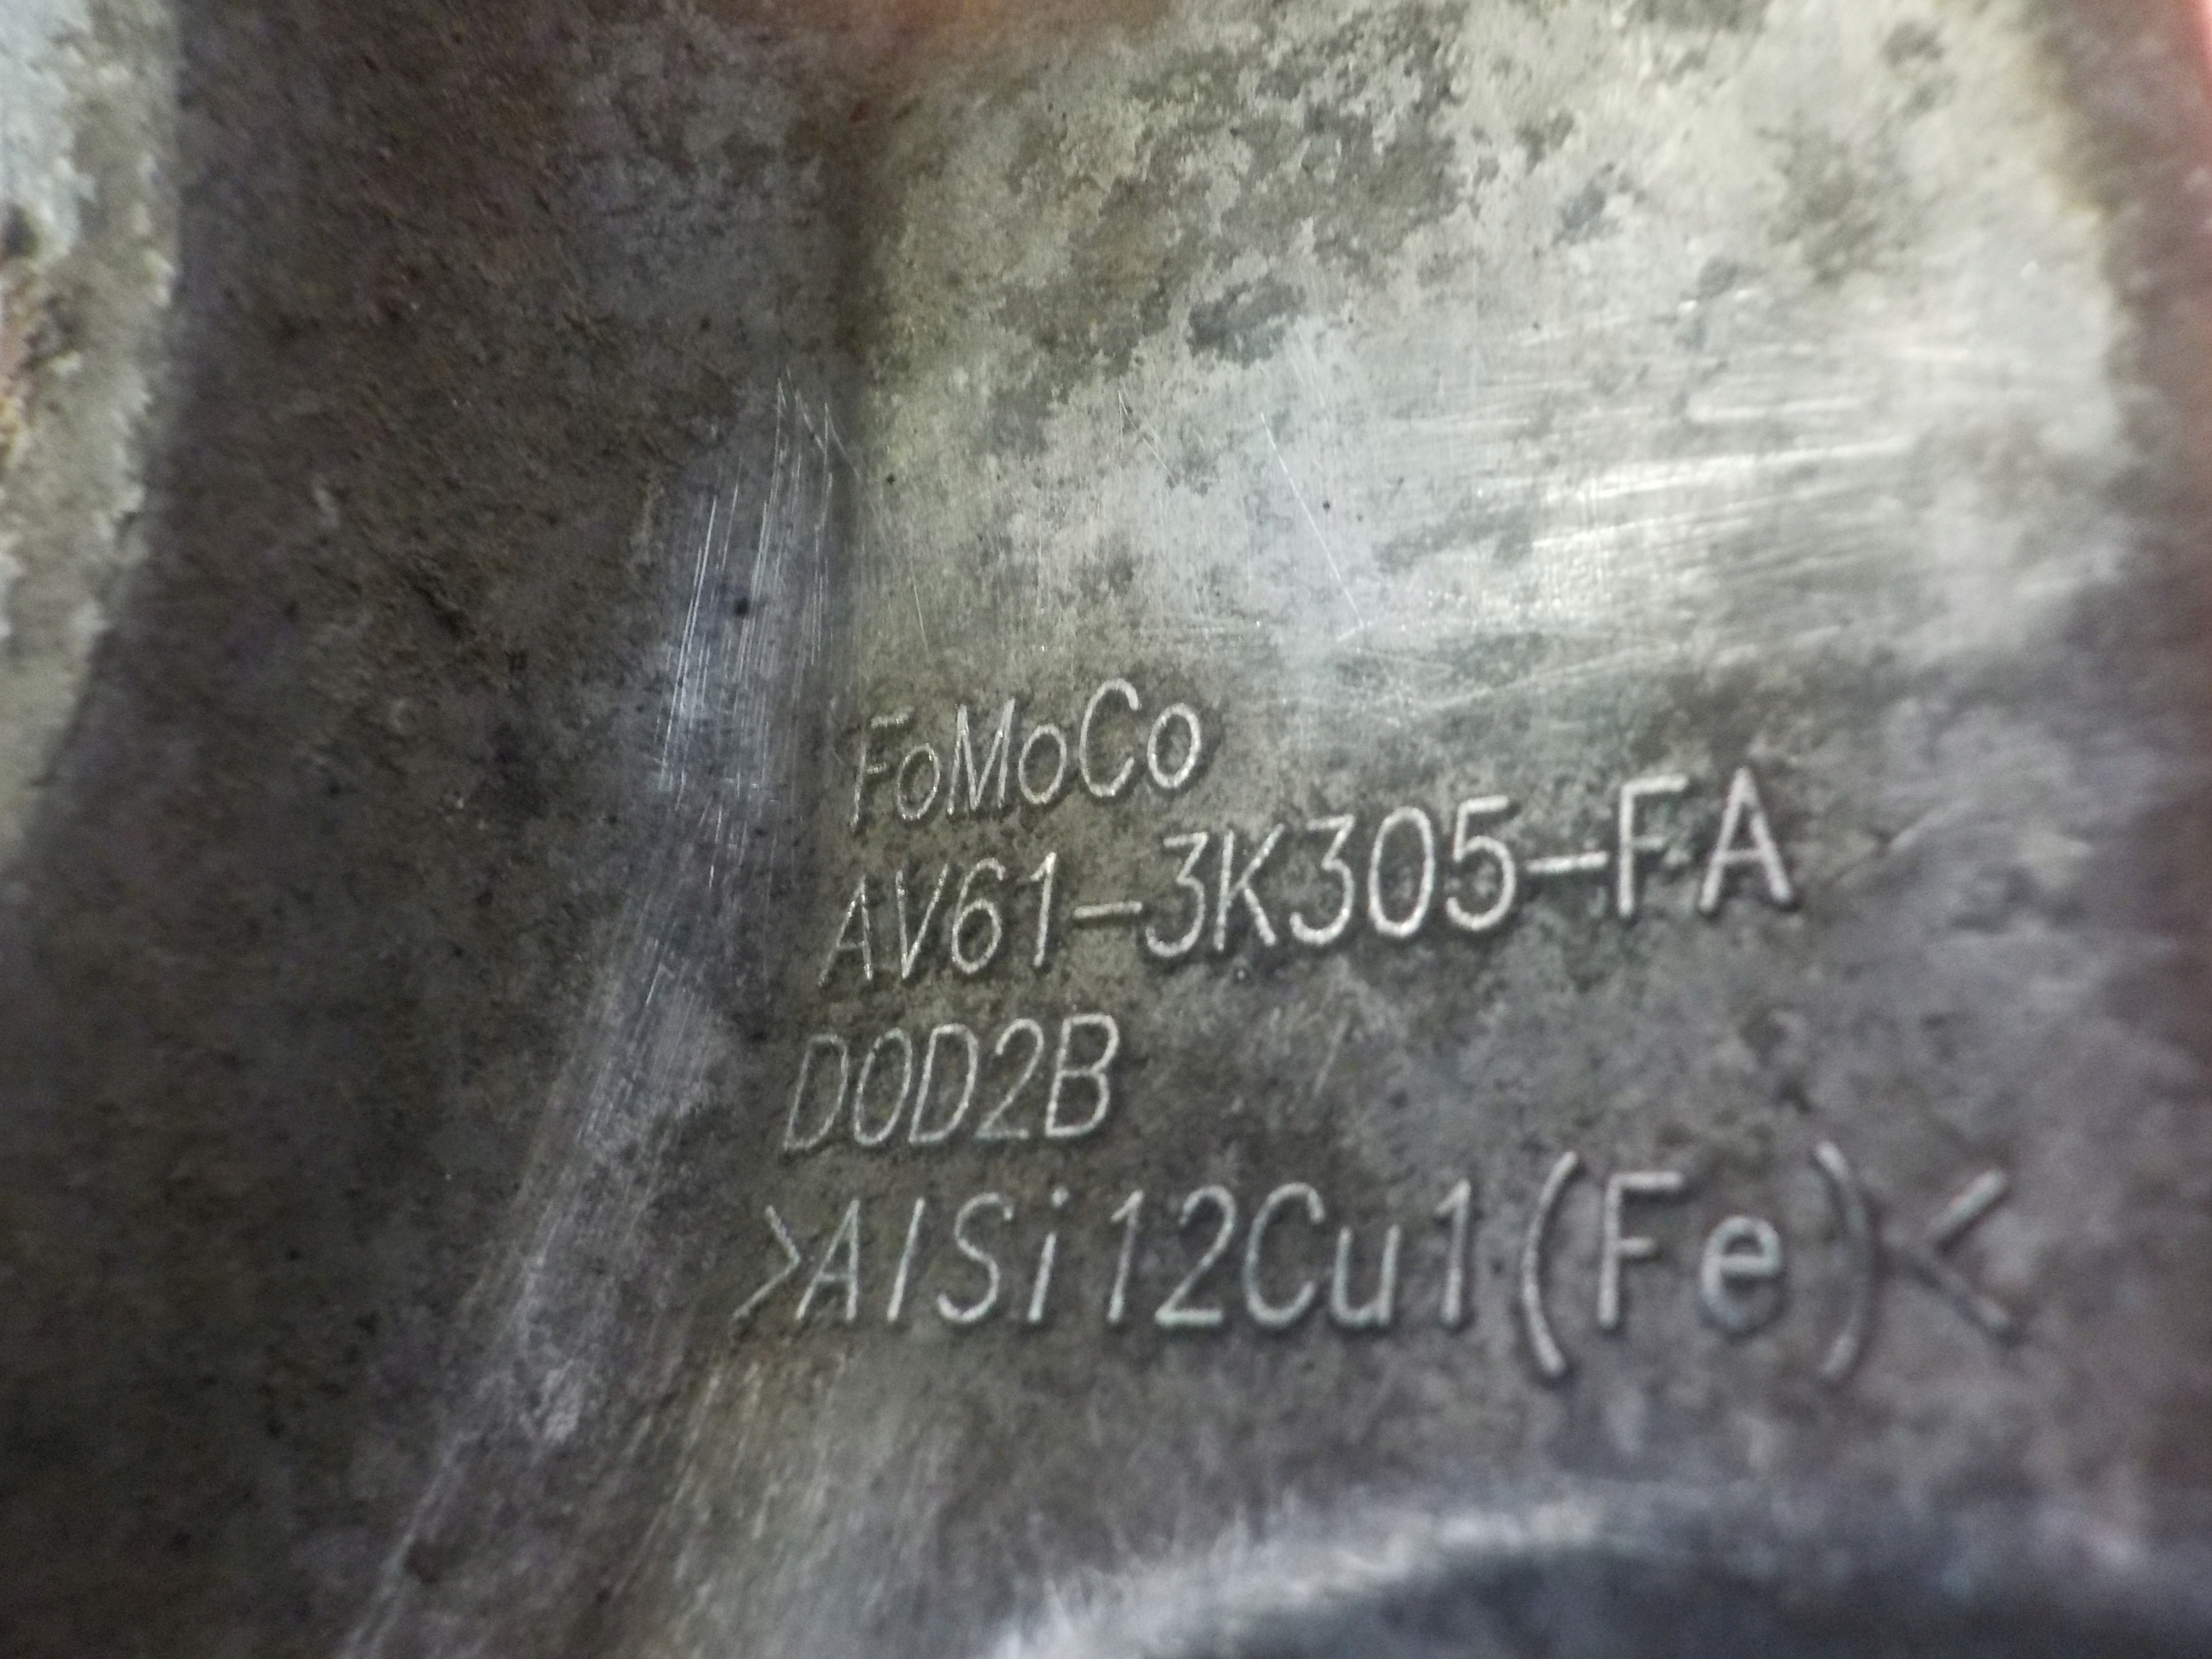 FoMoCo
AV61-3K305-FA
D0D2B
>AlSi12Cu1(Fe)<